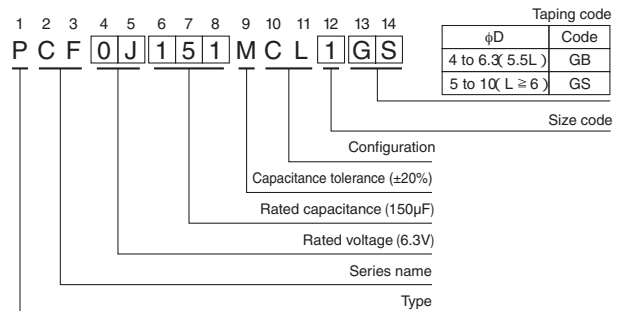 1 2 3 4 5 6 7 8 9 10 11 12 13 14
P C F 0 J 1 5 1 M C L 1 G S
Taping code
φD Code
4 to 6.3( 5.5L ) GB
5 to 10( L ≧ 6 ) GS
Size code
Configuration
Capacitance tolerance (±20%)
Rated capacitance (150μF)
Rated voltage (6.3V)
Series name
Type